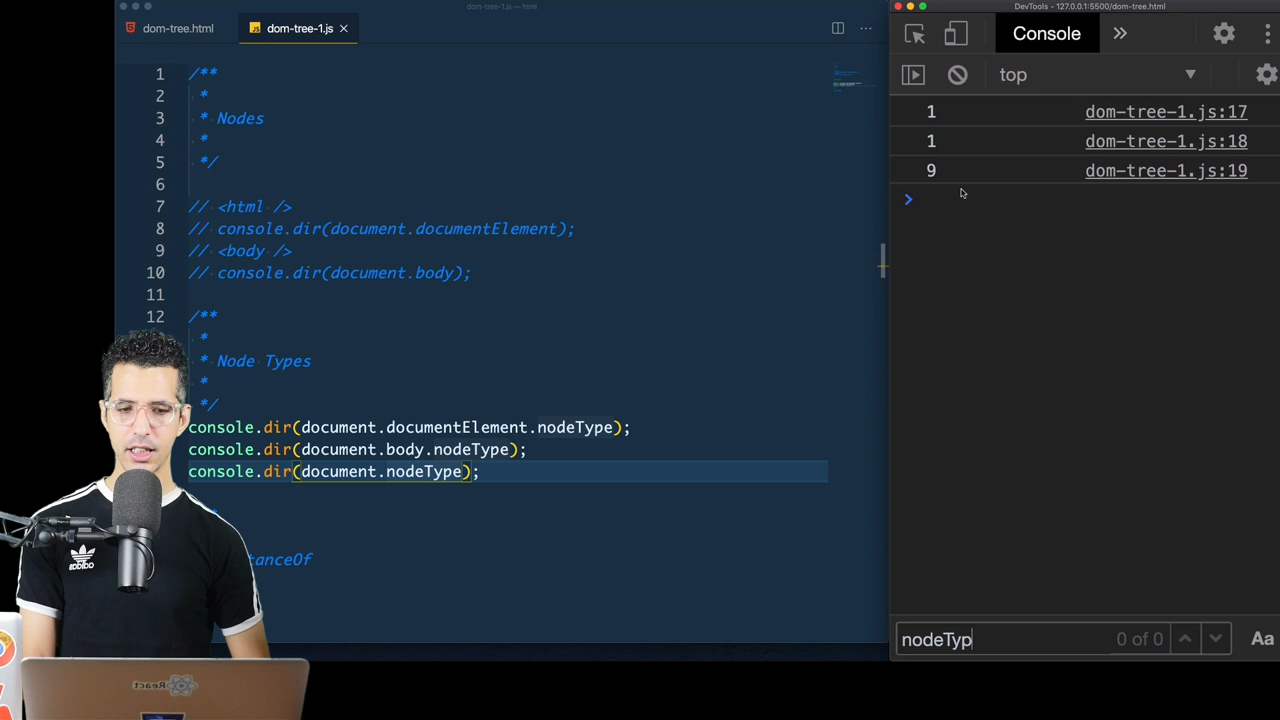 dom-tree-1.js — html
dom-tree.html
dom-tree-1.js
1 /**
2 *
3 * Nodes
4 *
5 */
6
7 // <html />
8 // console.dir(document.documentElement);
9 // <body />
10 // console.dir(document.body);
11
12 /**
*
* Node Types
*
*/
console.dir(document.documentElement.nodeType);
console.dir(document.body.nodeType);
console.dir(document.nodeType);
*
tanceOf
adidas
React
DevTools - 127.0.0.1:5500/dom-tree.html
Console
top
1 dom-tree-1.js:17
1 dom-tree-1.js:18
9 dom-tree-1.js:19
>
nodeTyp 0 of 0 Aa